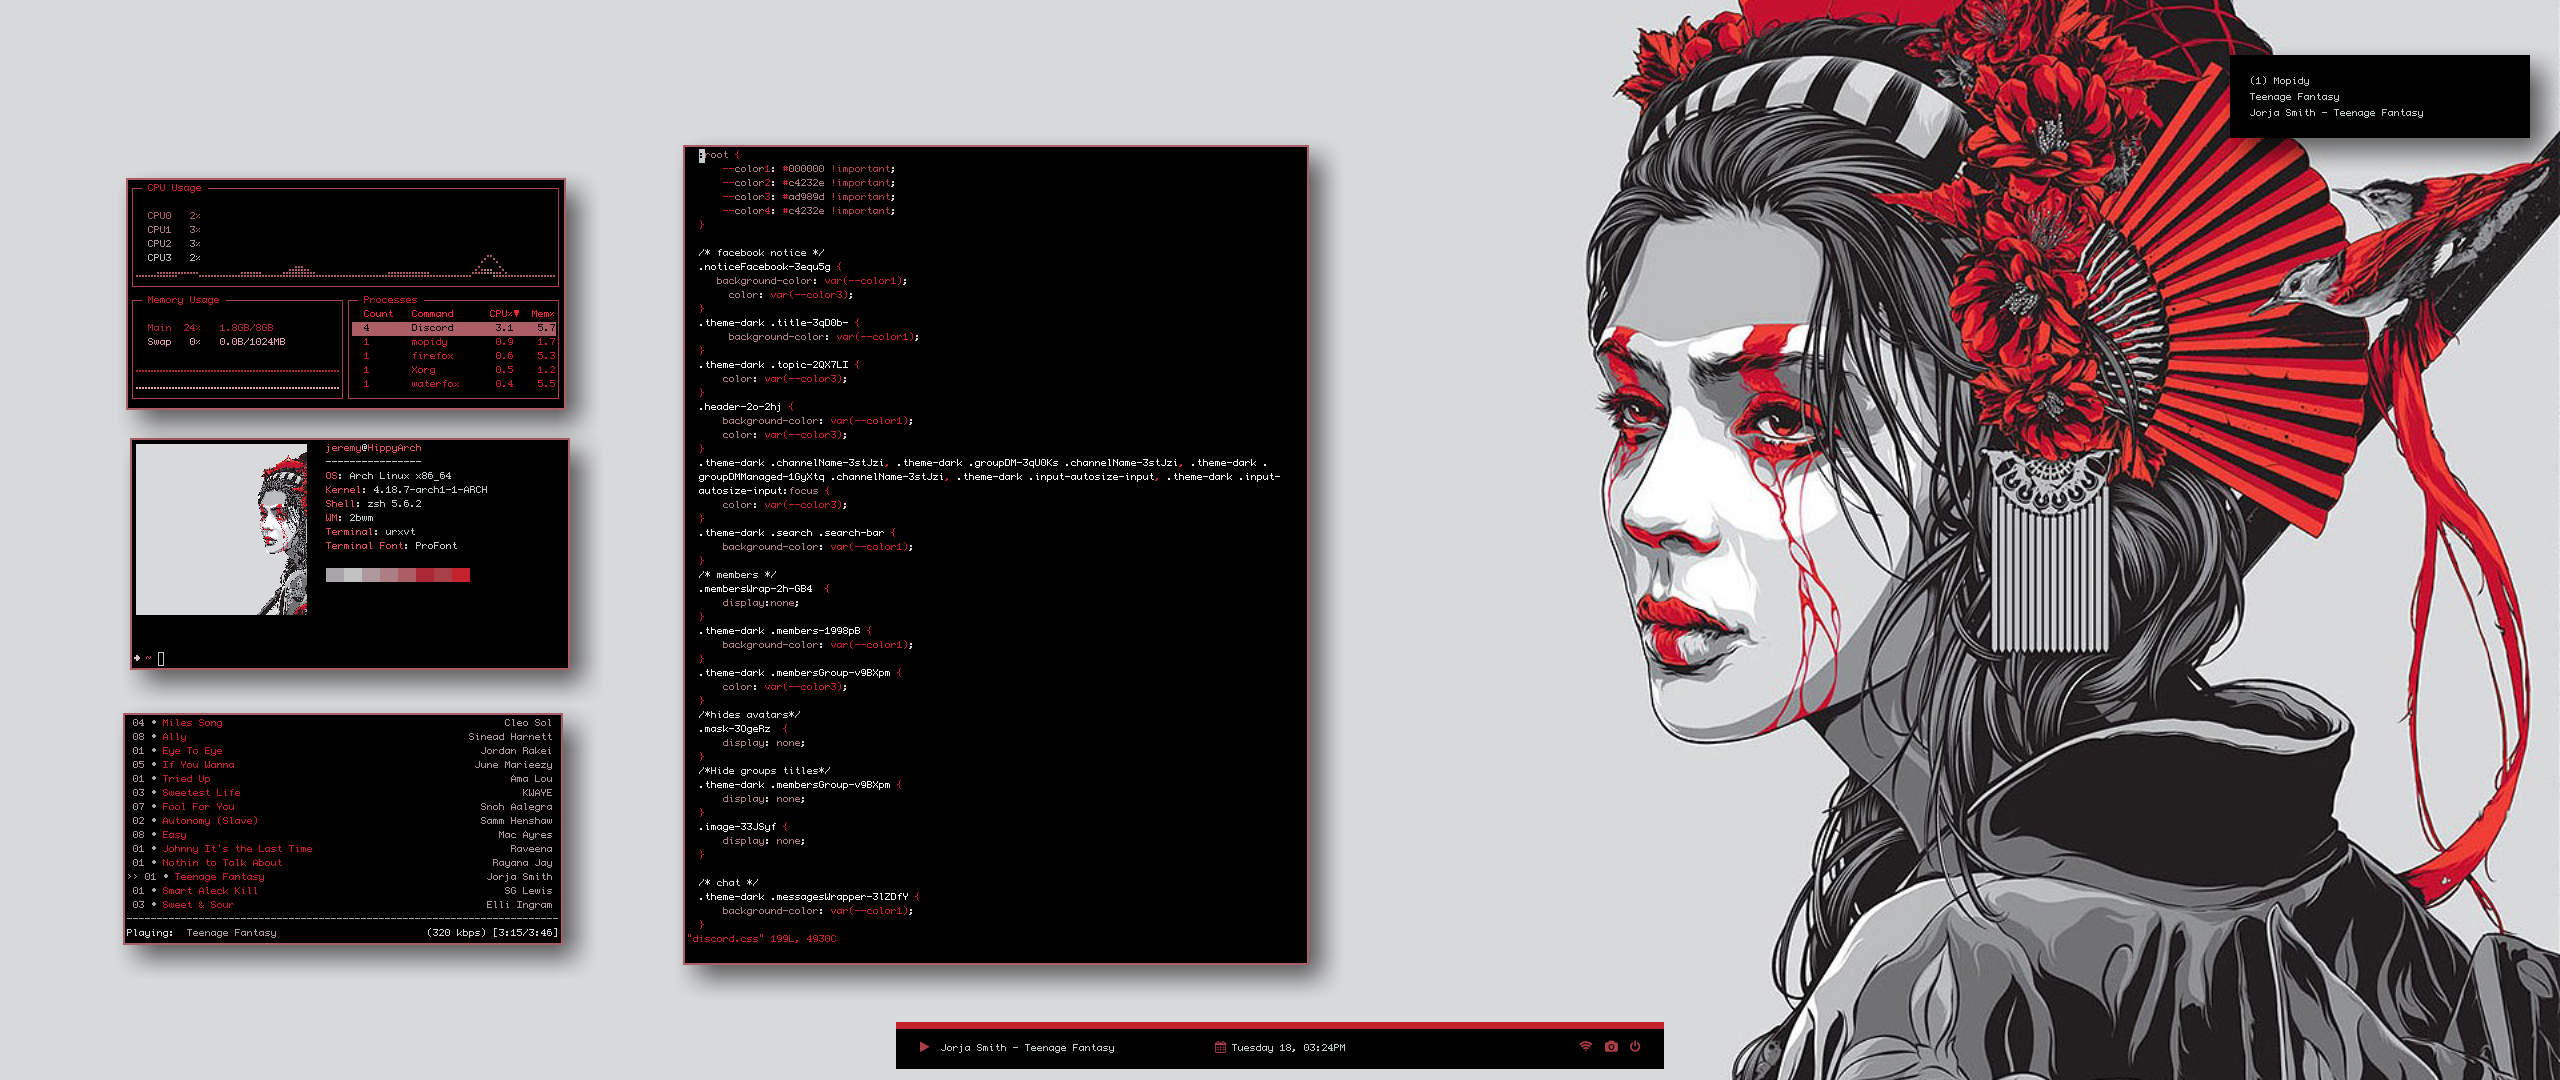 (1) Mopidy
Teenage Fantasy
Jorja Smith - Teenage Fantasy
CPU Usage
CPU0 2%
CPU1 3%
CPU2 3%
CPU3 2%
Memory Usage
Main 24% 1.8GB/8GB
Swap 0% 0.0B/1024MB
Processes
Count Command CPU%▼ Mem%
4 Discord 3.1 5.7
1 mopidy 0.9 1.7
1 firefox 0.6 5.3
1 Xorg 0.5 1.2
1 waterfox 0.4 5.5
jeremy@HippyArch
----------------
OS: Arch Linux x86_64
Kernel: 4.18.7-arch1-1-ARCH
Shell: zsh 5.6.2
WM: 2bwm
Terminal: urxvt
Terminal Font: ProFont
➜ ~
04 • Miles Song Cleo Sol
08 • Ally Sinead Harnett
01 • Eye To Eye Jordan Rakei
05 • If You Wanna June Marieezy
01 • Tried Up Ama Lou
03 • Sweetest Life KWAYE
07 • Fool For You Snoh Aalegra
02 • Autonomy (Slave) Samm Henshaw
08 • Easy Mac Ayres
01 • Johnny It's the Last Time Raveena
01 • Nothin to Talk About Rayana Jay
>> 01 • Teenage Fantasy Jorja Smith
01 • Smart Aleck Kill SG Lewis
03 • Sweet & Sour Elli Ingram
Playing: Teenage Fantasy (320 kbps) [3:15/3:46]
:root {
--color1: #000000 !important;
--color2: #c4232e !important;
--color3: #ad989d !important;
--color4: #c4232e !important;
}
/* facebook notice */
.noticeFacebook-3equ5g {
background-color: var(--color1);
color: var(--color3);
}
.theme-dark .title-3qD0b- {
background-color: var(--color1);
}
.theme-dark .topic-2QX7LI {
color: var(--color3);
}
.header-2o-2hj {
background-color: var(--color1);
color: var(--color3);
}
.theme-dark .channelName-3stJzi, .theme-dark .groupDM-3qU0Ks .channelName-3stJzi, .theme-dark .
groupDMManaged-1GyXtq .channelName-3stJzi, .theme-dark .input-autosize-input, .theme-dark .input-
autosize-input:focus {
color: var(--color3);
}
.theme-dark .search .search-bar {
background-color: var(--color1);
}
/* members */
.membersWrap-2h-GB4 {
display:none;
}
.theme-dark .members-1998pB {
background-color: var(--color1);
}
.theme-dark .membersGroup-v9BXpm {
color: var(--color3);
}
/*hides avatars*/
.mask-3OgeRz {
display: none;
}
/*Hide groups titles*/
.theme-dark .membersGroup-v9BXpm {
display: none;
}
.image-33JSyf {
display: none;
}
/* chat */
.theme-dark .messagesWrapper-3lZDfY {
background-color: var(--color1);
}
"discord.css" 199L, 4930C
Jorja Smith - Teenage Fantasy
Tuesday 18, 03:24PM